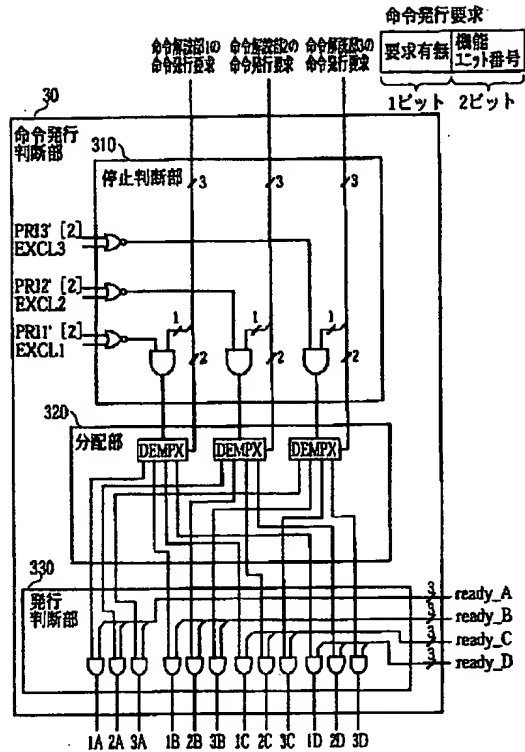 命令発行要求
要求有無
機能
ユニット番号
1ビット 2ビット
命令解読部1の
命令発行要求
命令解読部2の
命令発行要求
命令解読部3の
命令発行要求
30
命令発行
判断部
310
停止判断部
3 3 3
PRI3' [2]
EXCL3
PRI2' [2]
EXCL2
PRI1' [2]
EXCL1
1 1 1
2 2 2
320
分配部
DEMPX DEMPX DEMPX
330
発行
判断部
3 ready_A
3 ready_B
3 ready_C
3 ready_D
1A 2A 3A 1B 2B 3B 1C 2C 3C 1D 2D 3D